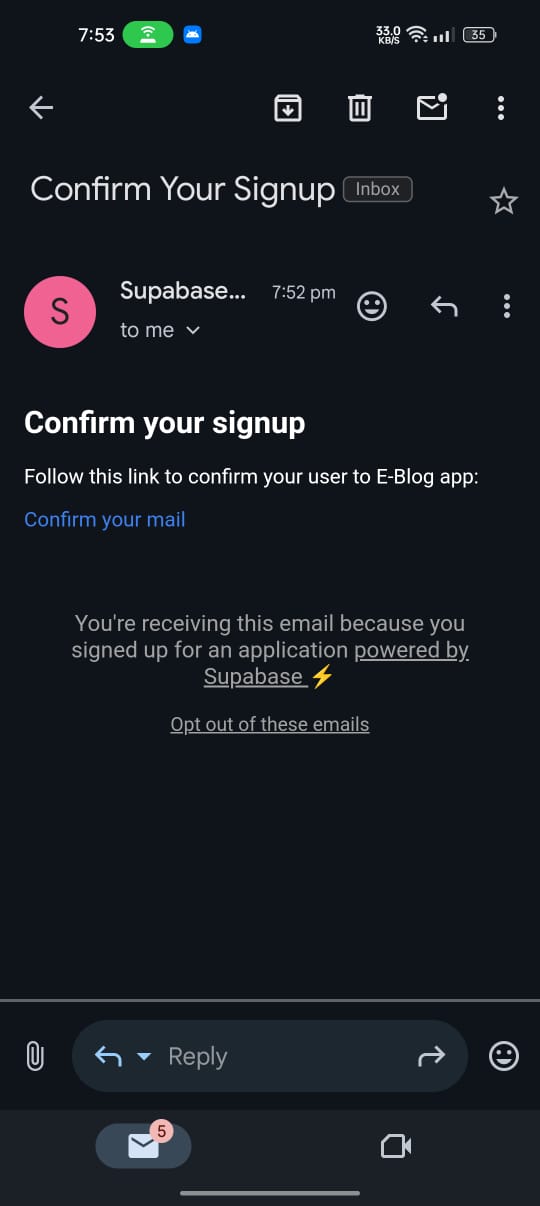 7:53
33.0
KB/S
35
Confirm Your Signup Inbox
S
Supabase... 7:52 pm
to me
Confirm your signup
Follow this link to confirm your user to E-Blog app:
Confirm your mail
You're receiving this email because you
signed up for an application powered by
Supabase ⚡
Opt out of these emails
Reply
5